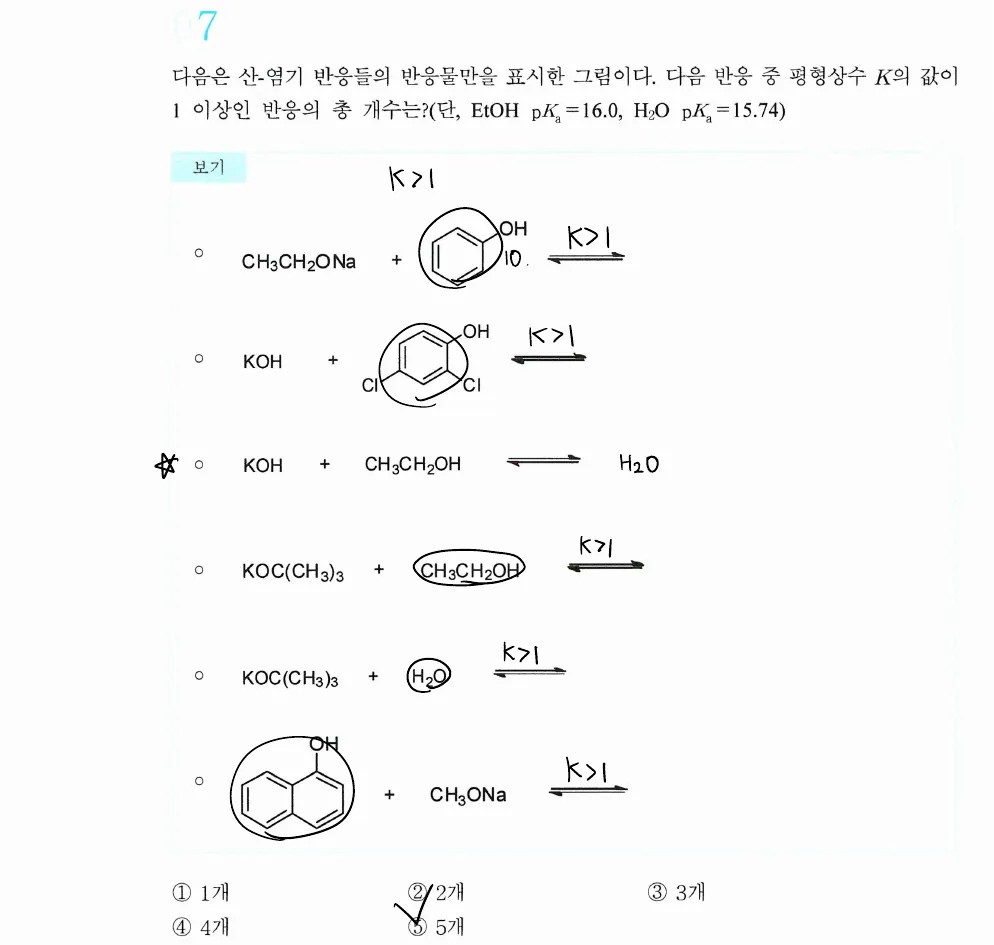 07
다음은 산-염기 반응들의 반응물만을 표시한 그림이다. 다음 반응 중 평형상수 K의 값이
1 이상인 반응의 총 개수는?(단, EtOH pKₐ=16.0, H₂O pKₐ=15.74)
보기
K>1
○ CH₃CH₂ONa + OH 10. K>1
○ KOH + OH Cl Cl K>1
☆ ○ KOH + CH₃CH₂OH H₂O
○ KOC(CH₃)₃ + CH₃CH₂OH K>1
○ KOC(CH₃)₃ + H₂O K>1
○ OH + CH₃ONa K>1
① 1개 ② 2개 ③ 3개
④ 4개 ⑤ 5개